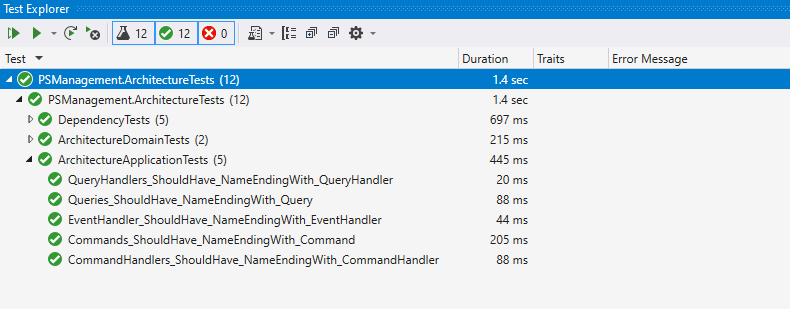 Test Explorer
12 12 0
Test Duration Traits Error Message
PSManagement.ArchitectureTests (12) 1.4 sec
PSManagement.ArchitectureTests (12) 1.4 sec
DependencyTests (5) 697 ms
ArchitectureDomainTests (2) 215 ms
ArchitectureApplicationTests (5) 445 ms
QueryHandlers_ShouldHave_NameEndingWith_QueryHandler 20 ms
Queries_ShouldHave_NameEndingWith_Query 88 ms
EventHandler_ShouldHave_NameEndingWith_EventHandler 44 ms
Commands_ShouldHave_NameEndingWith_Command 205 ms
CommandHandlers_ShouldHave_NameEndingWith_CommandHandler 88 ms